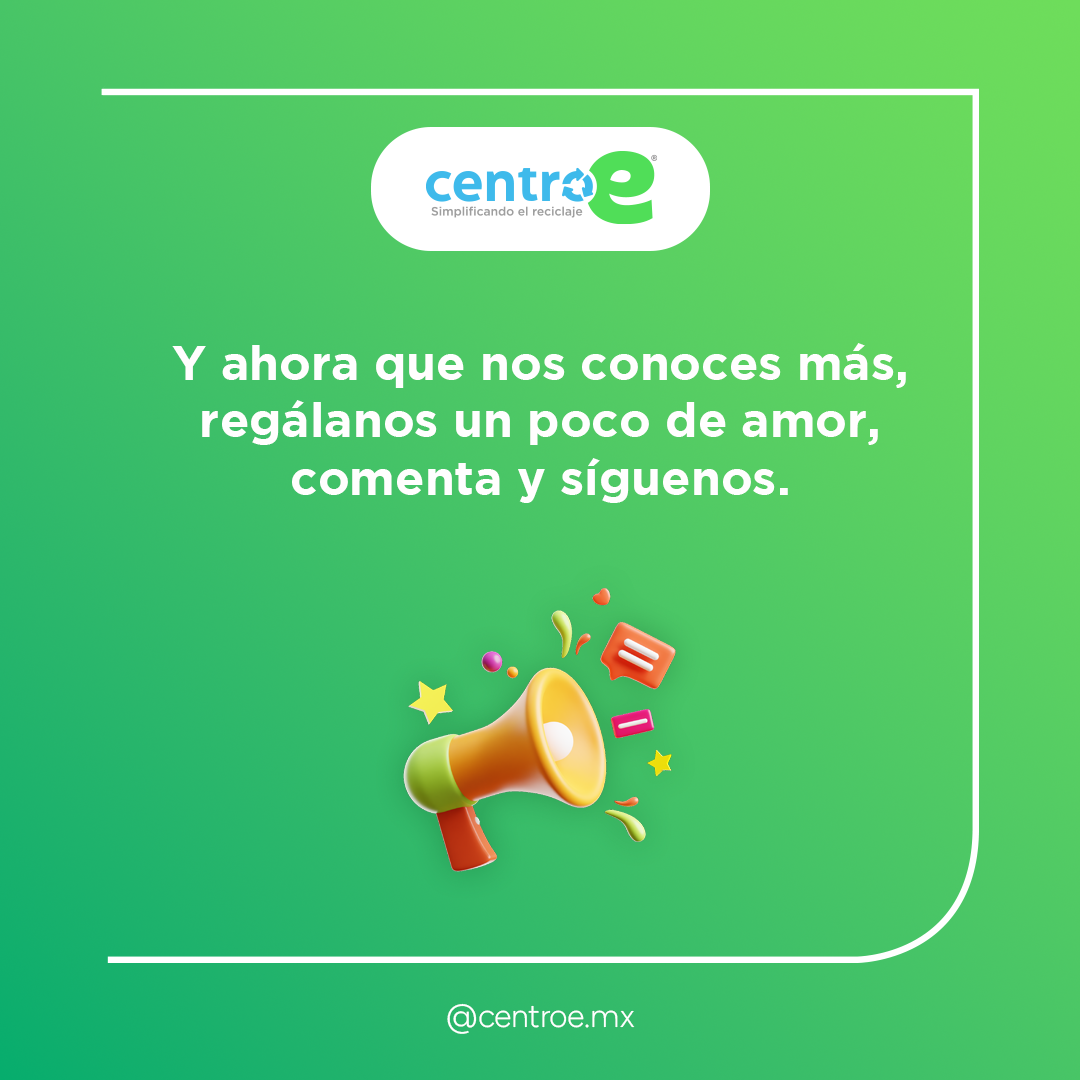 centroe®
Simplificando el reciclaje
Y ahora que nos conoces más,
regálanos un poco de amor,
comenta y síguenos.
@centroe.mx